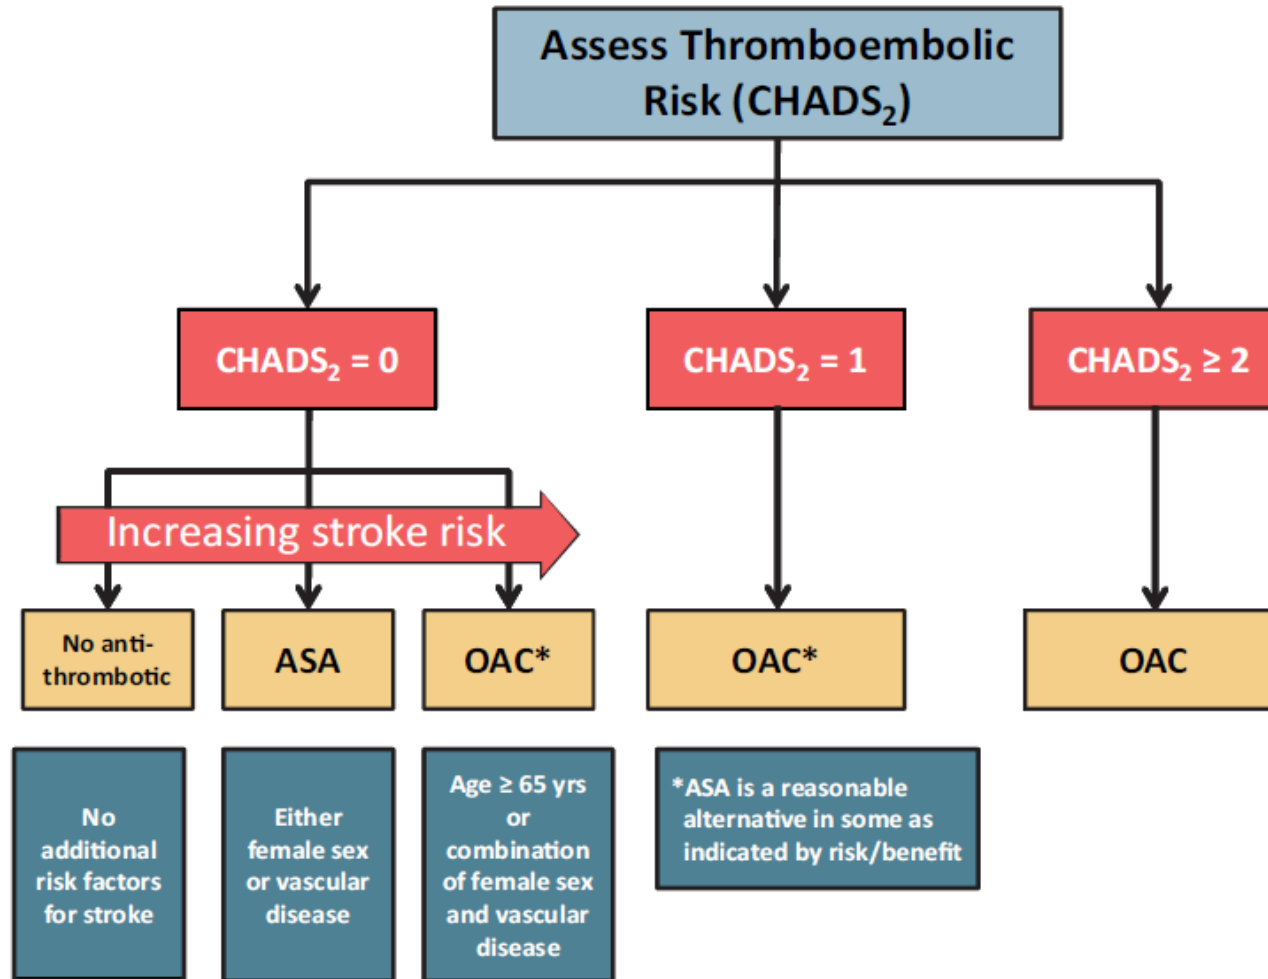 Assess Thromboembolic
Risk (CHADS₂)
CHADS₂ = 0
CHADS₂ = 1
CHADS₂ ≥ 2
Increasing stroke risk
No anti-
thrombotic
ASA
OAC*
OAC*
OAC
No
additional
risk factors
for stroke
Either
female sex
or vascular
disease
Age ≥ 65 yrs
or
combination
of female sex
and vascular
disease
*ASA is a reasonable
alternative in some as
indicated by risk/benefit